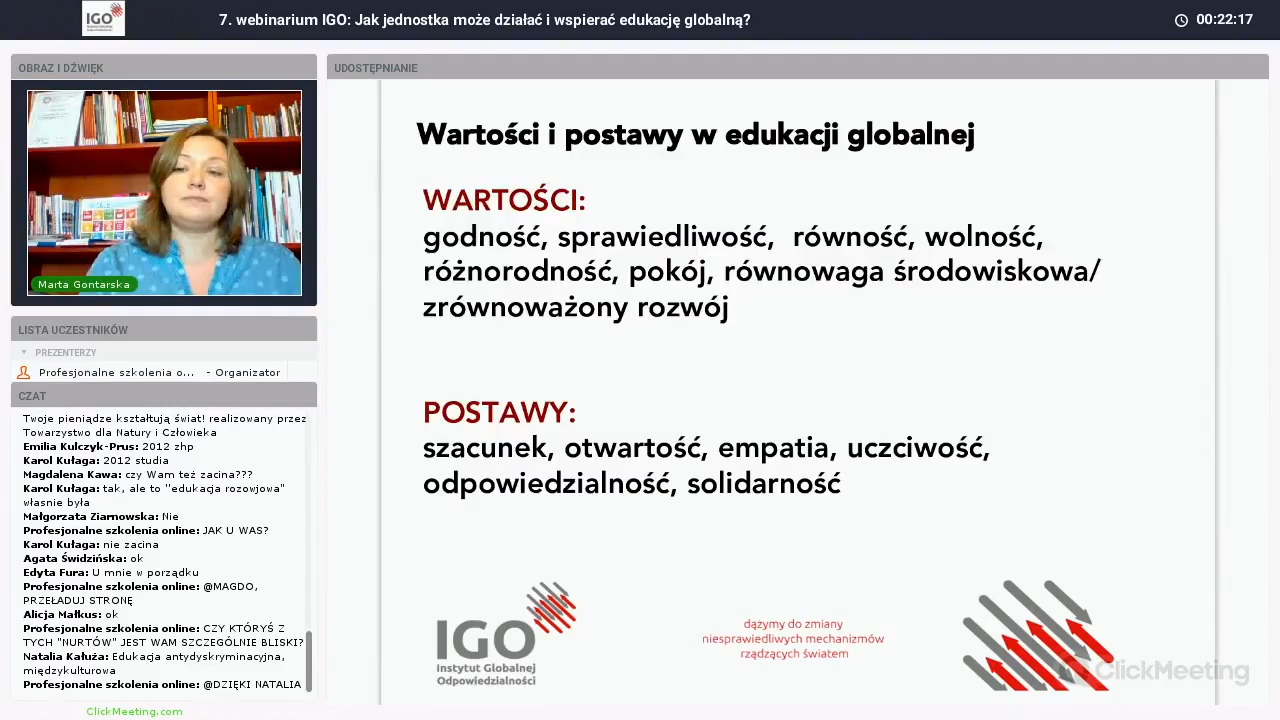 IGO
7. webinarium IGO: Jak jednostka może działać i wspierać edukację globalną?
00:22:17
OBRAZ I DŹWIĘK
Marta Gontarska
LISTA UCZESTNIKÓW
PREZENTERZY
Profesjonalne szkolenia o... - Organizator
CZAT
Twoje pieniądze kształtują świat! realizowany przez
Towarzystwo dla Natury i Człowieka
Emilia Kulczyk-Prus: 2012 zhp
Karol Kułaga: 2012 studia
Magdalena Kawa: czy Wam też zacina???
Karol Kułaga: tak, ale to "edukacja rozowjowa"
własnie była
Małgorzata Ziarnowska: Nie
Profesjonalne szkolenia online: JAK U WAS?
Karol Kułaga: nie zacina
Agata Świdzińska: ok
Edyta Fura: U mnie w porządku
Profesjonalne szkolenia online: @MAGDO,
PRZEŁADUJ STRONĘ
Alicja Małkus: ok
Profesjonalne szkolenia online: CZY KTÓRYŚ Z
TYCH "NURTÓW" JEST WAM SZCZEGÓLNIE BLISKI?
Natalia Kałuża: Edukacja antydyskryminacyjna,
międzykulturowa
Profesjonalne szkolenia online: @DZIĘKI NATALIA
ClickMeeting.com
UDOSTĘPNIANIE
Wartości i postawy w edukacji globalnej
WARTOŚCI:
godność, sprawiedliwość, równość, wolność,
różnorodność, pokój, równowaga środowiskowa/
zrównoważony rozwój
POSTAWY:
szacunek, otwartość, empatia, uczciwość,
odpowiedzialność, solidarność
IGO
Instytut Globalnej
Odpowiedzialności
dążymy do zmiany
niesprawiedliwych mechanizmów
rządzących światem
ClickMeeting